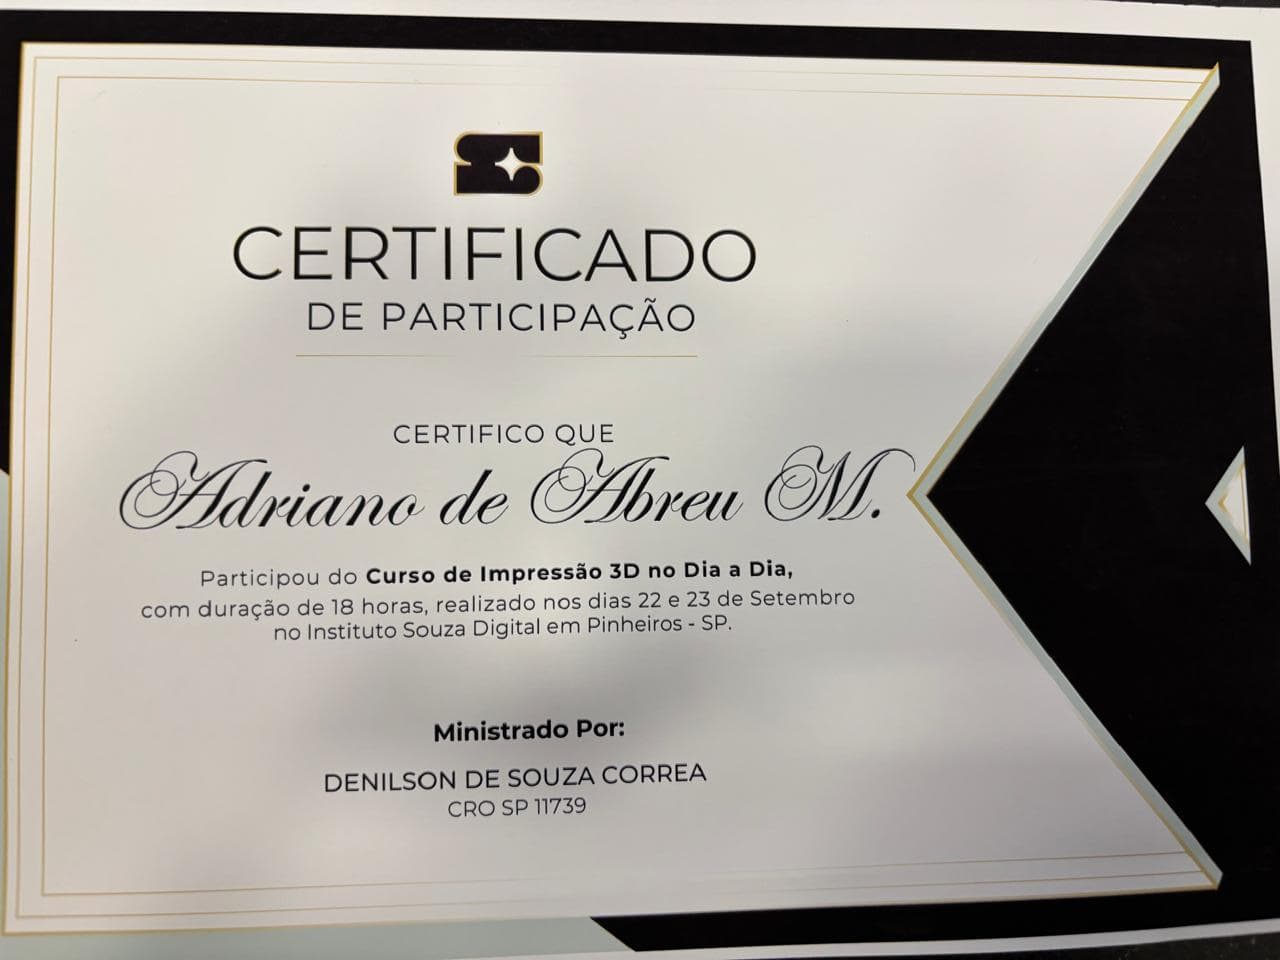 CERTIFICADO
DE PARTICIPAÇÃO
CERTIFICO QUE
Adriano de Abreu M.
Participou do Curso de Impressão 3D no Dia a Dia,
com duração de 18 horas, realizado nos dias 22 e 23 de Setembro
no Instituto Souza Digital em Pinheiros - SP.
Ministrado Por:
DENILSON DE SOUZA CORREA
CRO SP 11739